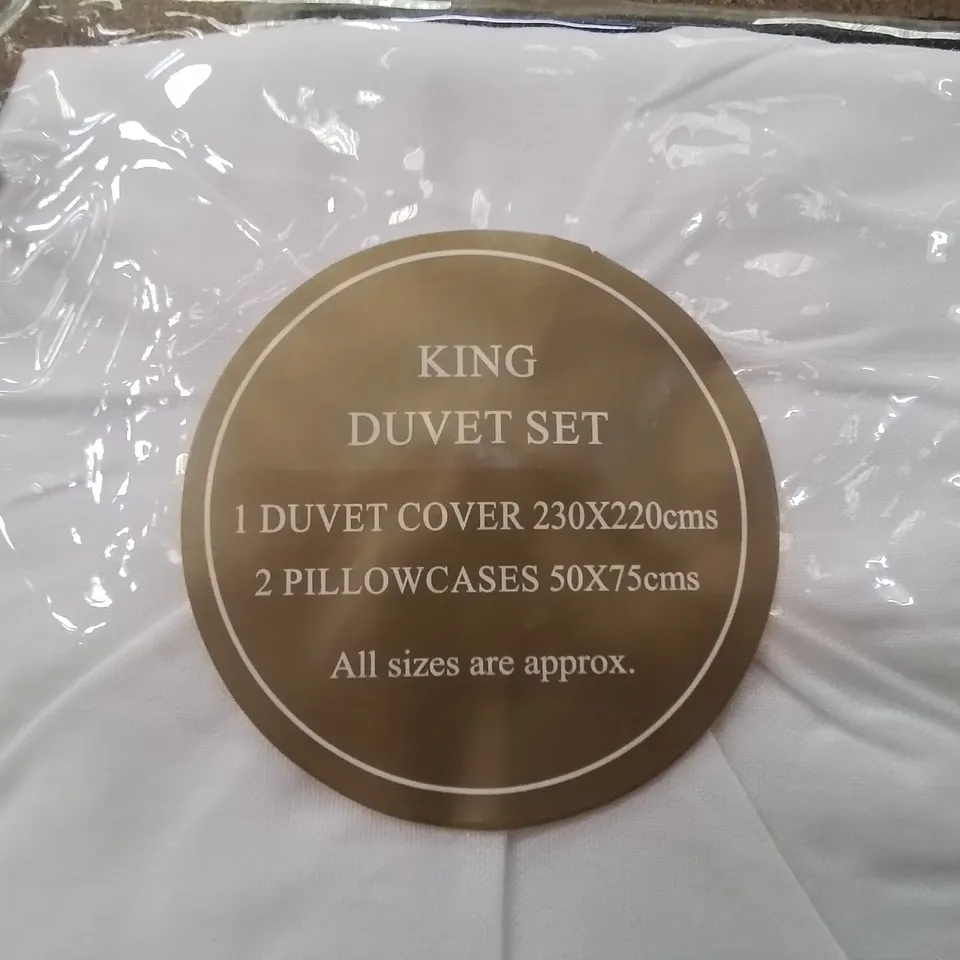 KING
DUVET SET
1 DUVET COVER 230X220cms
2 PILLOWCASES 50X75cms
All sizes are approx.